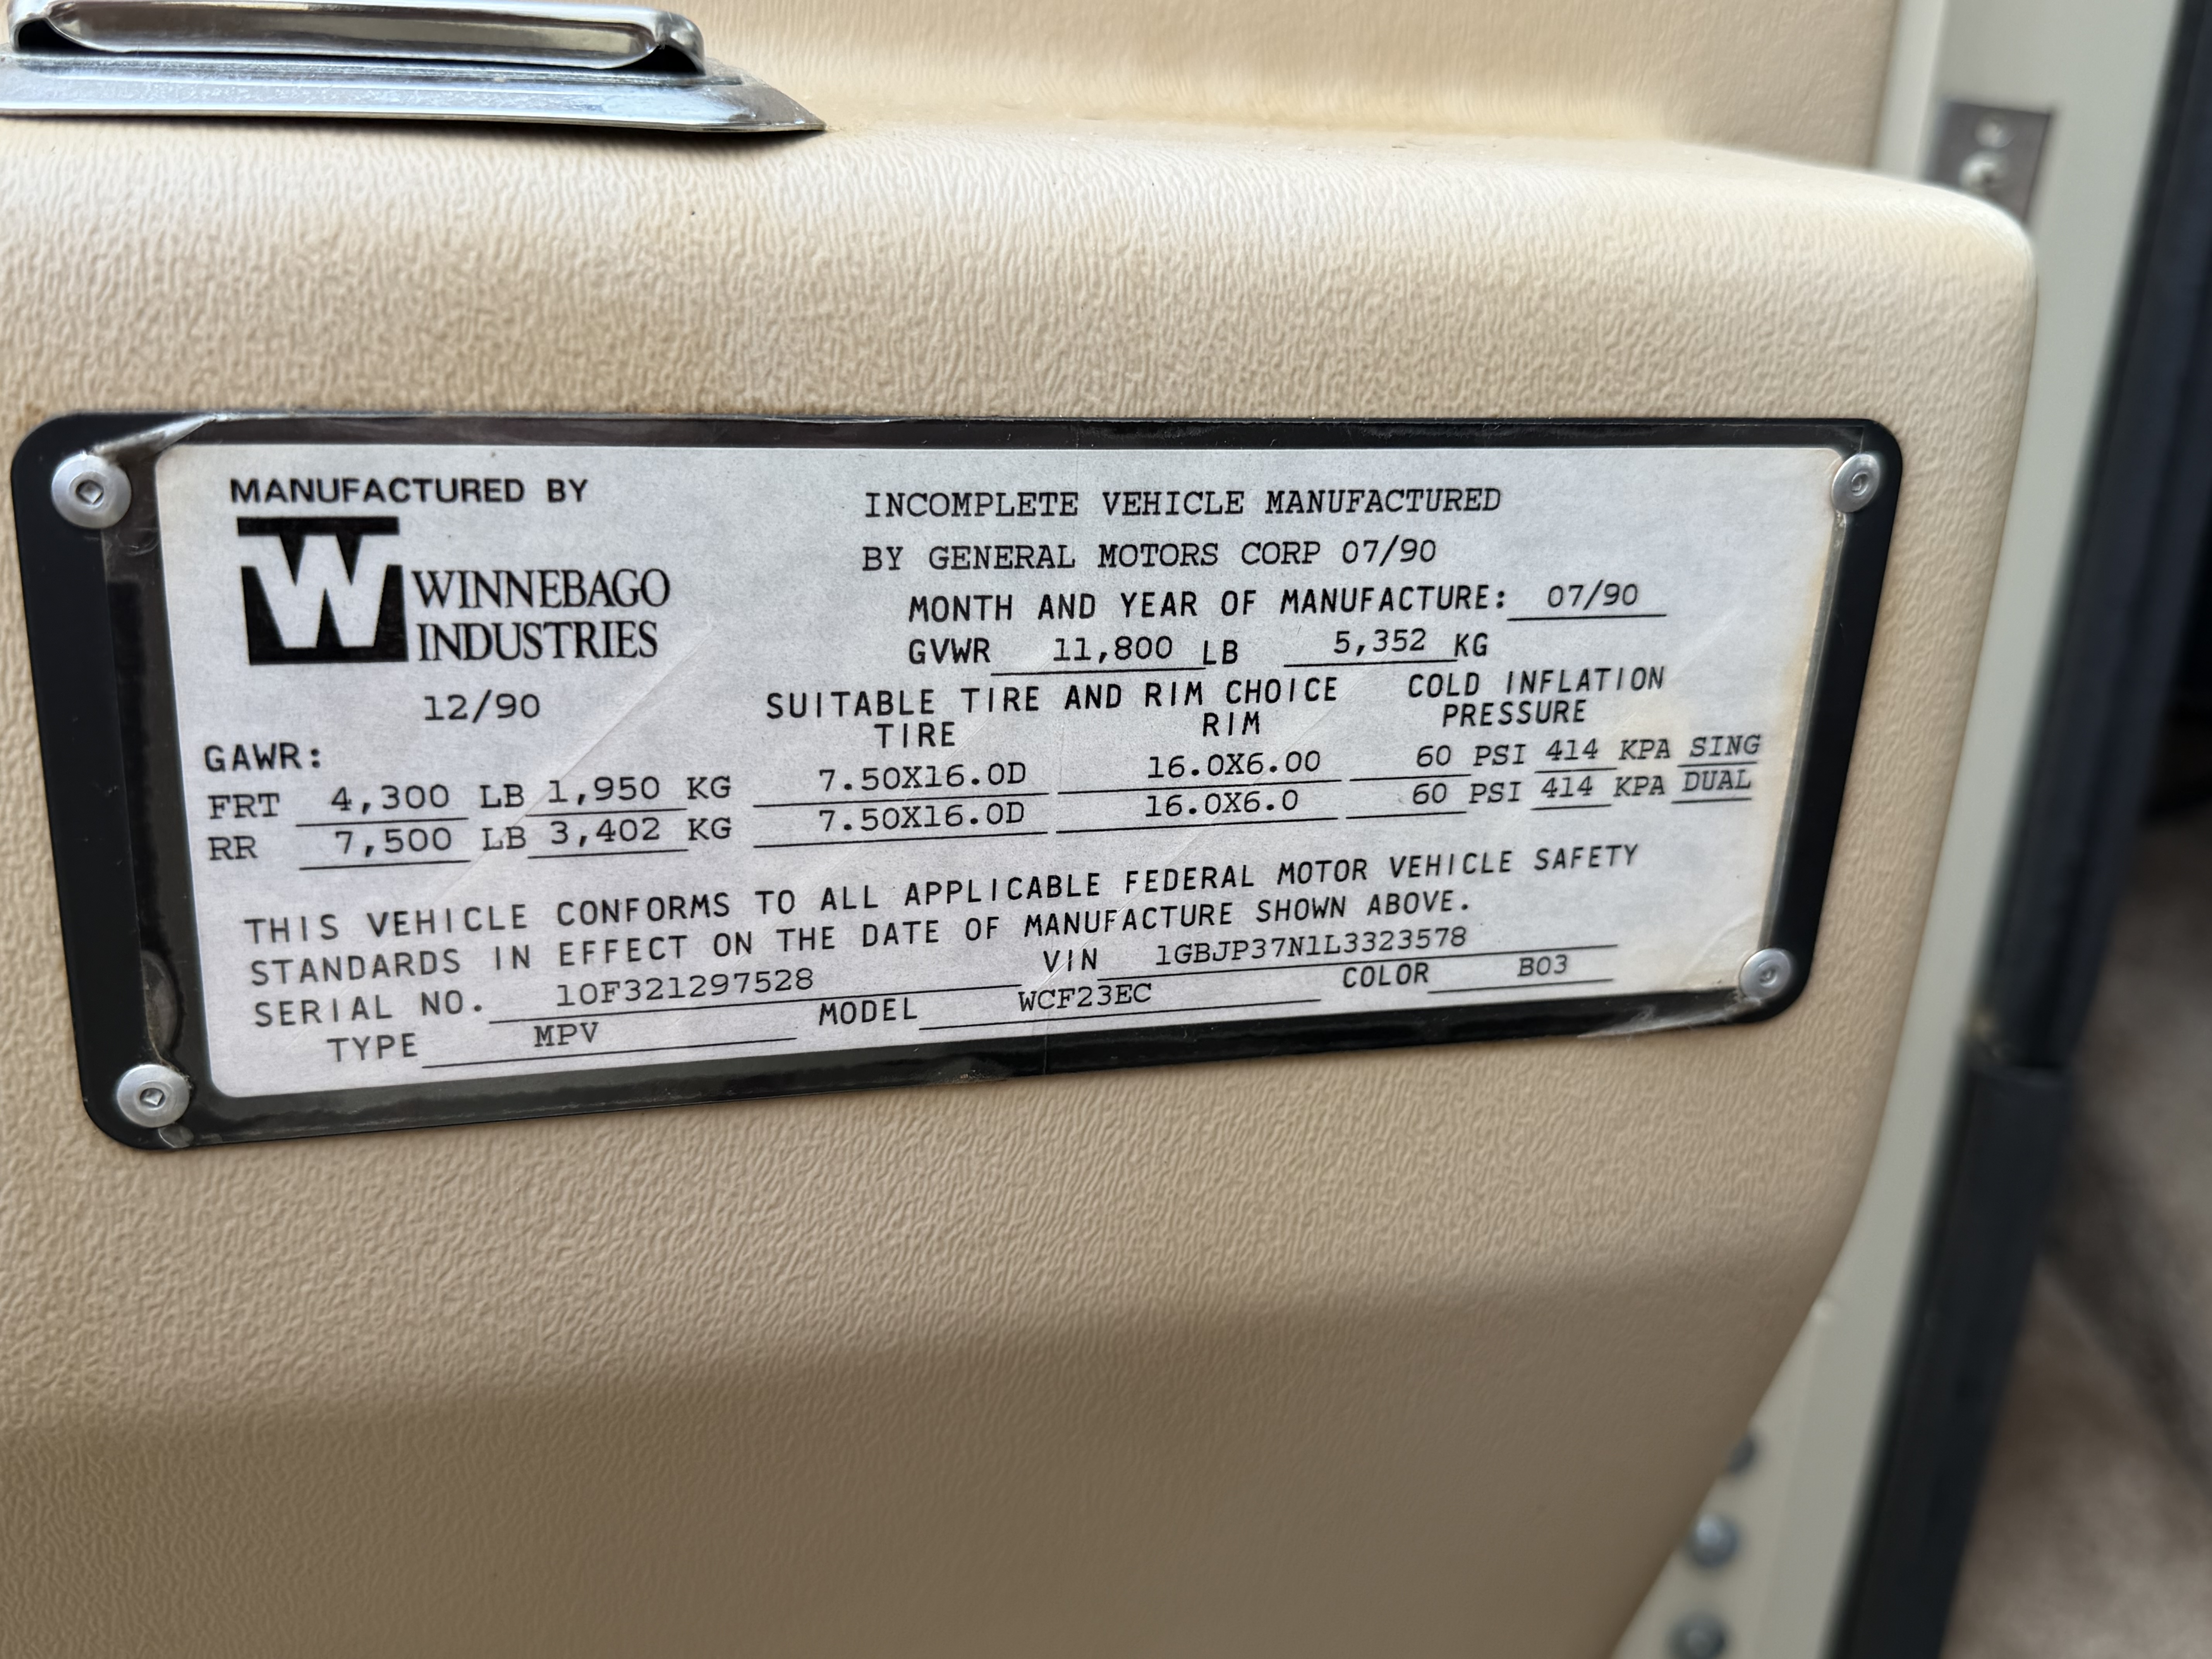 MANUFACTURED BY
WINNEBAGO
INDUSTRIES
12/90
INCOMPLETE VEHICLE MANUFACTURED
BY GENERAL MOTORS CORP 07/90
MONTH AND YEAR OF MANUFACTURE: 07/90
GVWR 11,800 LB 5,352 KG
SUITABLE TIRE AND RIM CHOICE COLD INFLATION
TIRE RIM PRESSURE
GAWR:
FRT 4,300 LB 1,950 KG 7.50X16.0D 16.0X6.00 60 PSI 414 KPA SING
RR 7,500 LB 3,402 KG 7.50X16.0D 16.0X6.0 60 PSI 414 KPA DUAL
THIS VEHICLE CONFORMS TO ALL APPLICABLE FEDERAL MOTOR VEHICLE SAFETY
STANDARDS IN EFFECT ON THE DATE OF MANUFACTURE SHOWN ABOVE.
SERIAL NO. 10F321297528 VIN 1GBJP37N1L3323578
TYPE MPV MODEL WCF23EC COLOR B03